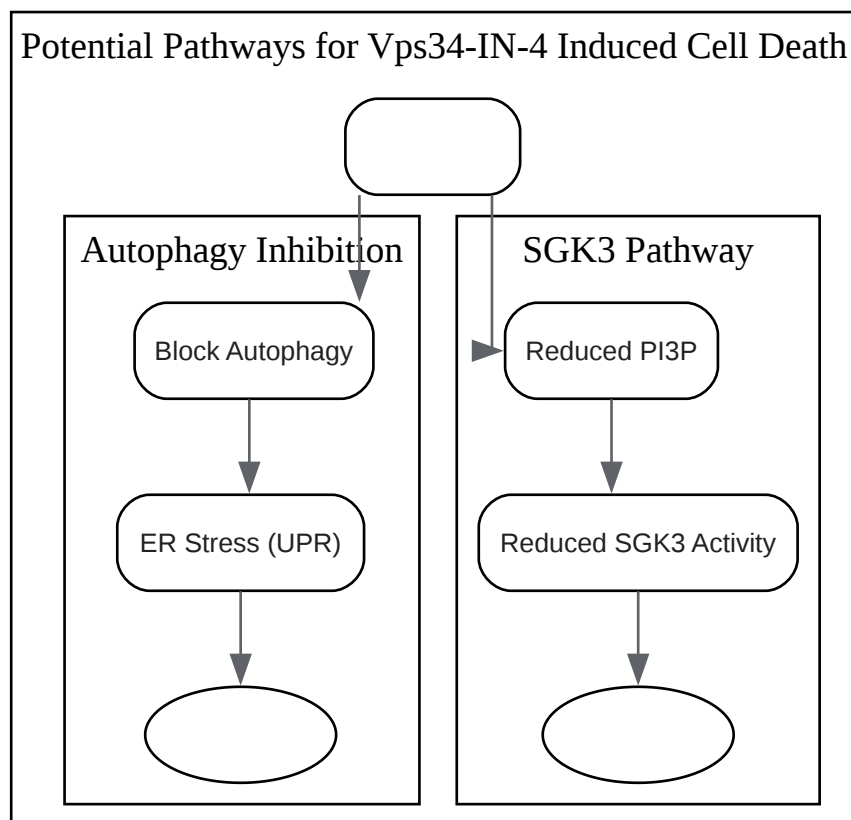 Potential Pathways for Vps34-IN-4 Induced Cell Death
Autophagy Inhibition
Block Autophagy
ER Stress (UPR)
SGK3 Pathway
Reduced PI3P
Reduced SGK3 Activity